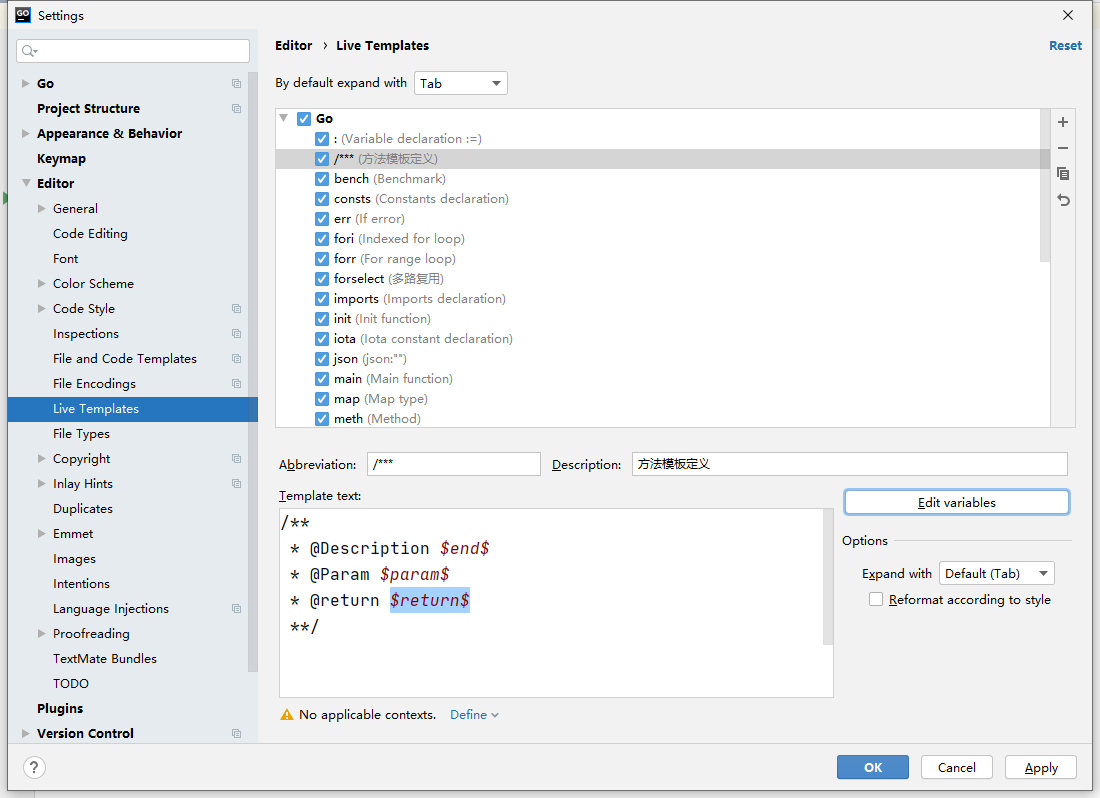 GO
Settings
Go
Project Structure
Appearance & Behavior
Keymap
Editor
General
Code Editing
Font
Color Scheme
Code Style
Inspections
File and Code Templates
File Encodings
Live Templates
File Types
Copyright
Inlay Hints
Duplicates
Emmet
Images
Intentions
Language Injections
Proofreading
TextMate Bundles
TODO
Plugins
Version Control
?
Editor › Live Templates
Reset
By default expand with Tab
Go
: (Variable declaration :=)
/*** (方法模板定义)
bench (Benchmark)
consts (Constants declaration)
err (If error)
fori (Indexed for loop)
forr (For range loop)
forselect (多路复用)
imports (Imports declaration)
init (Init function)
iota (Iota constant declaration)
json (json:"")
main (Main function)
map (Map type)
meth (Method)
Abbreviation: /*** Description: 方法模板定义
Template text:
/**
* @Description $end$
* @Param $param$
* @return $return$
**/
Edit variables
Options
Expand with Default (Tab)
Reformat according to style
No applicable contexts. Define
OK Cancel Apply